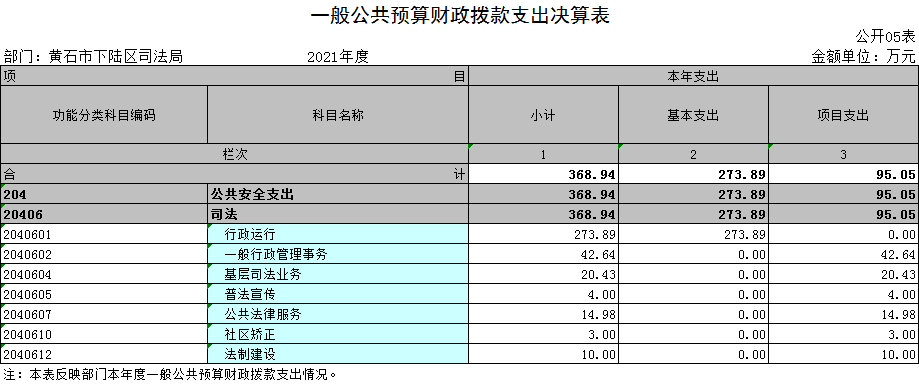 一般公共预算财政拨款支出决算表
公开05表
部门：黄石市下陆区司法局 2021年度 金额单位：万元
项 目 本年支出
功能分类科目编码 科目名称 小计 基本支出 项目支出
栏次 1 2 3
合 计 368.94 273.89 95.05
204 公共安全支出 368.94 273.89 95.05
20406 司法 368.94 273.89 95.05
2040601 行政运行 273.89 273.89 0.00
2040602 一般行政管理事务 42.64 0.00 42.64
2040604 基层司法业务 20.43 0.00 20.43
2040605 普法宣传 4.00 0.00 4.00
2040607 公共法律服务 14.98 0.00 14.98
2040610 社区矫正 3.00 0.00 3.00
2040612 法制建设 10.00 0.00 10.00
注：本表反映部门本年度一般公共预算财政拨款支出情况。